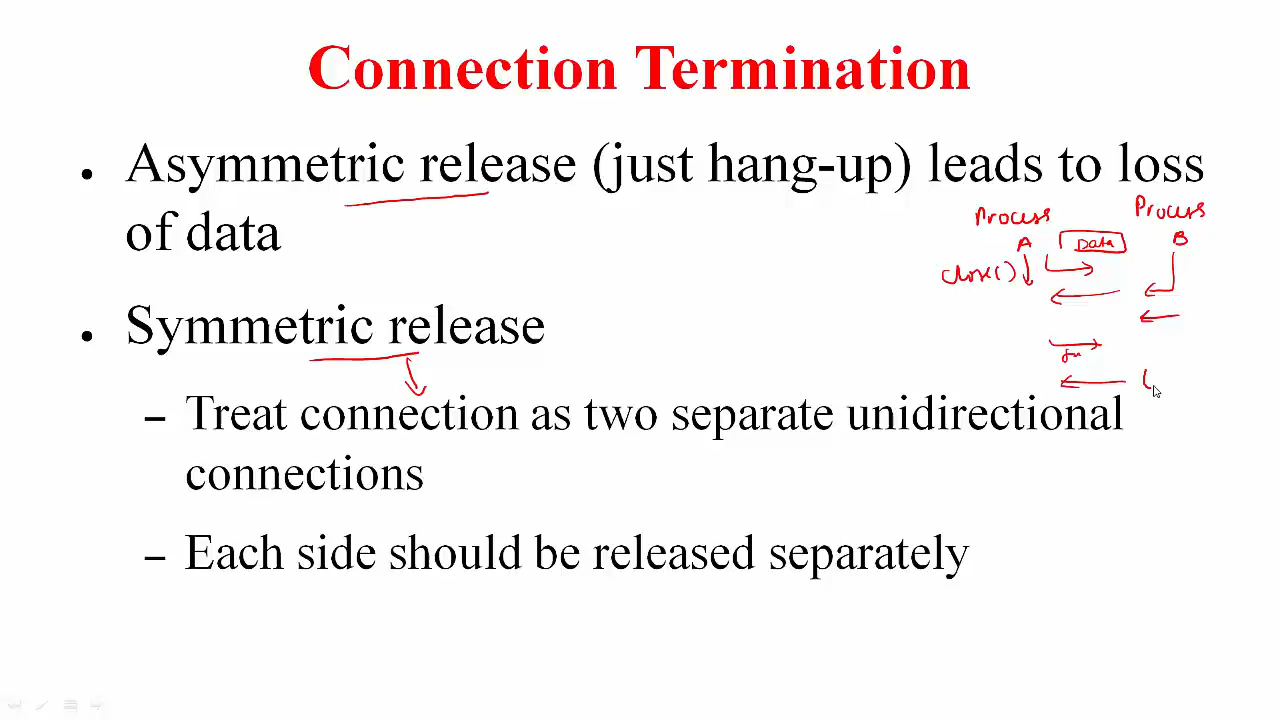 Connection Termination
• Asymmetric release (just hang-up) leads to loss
of data
Process
A
Process
B
Data
close()
• Symmetric release
– Treat connection as two separate unidirectional
connections
– Each side should be released separately